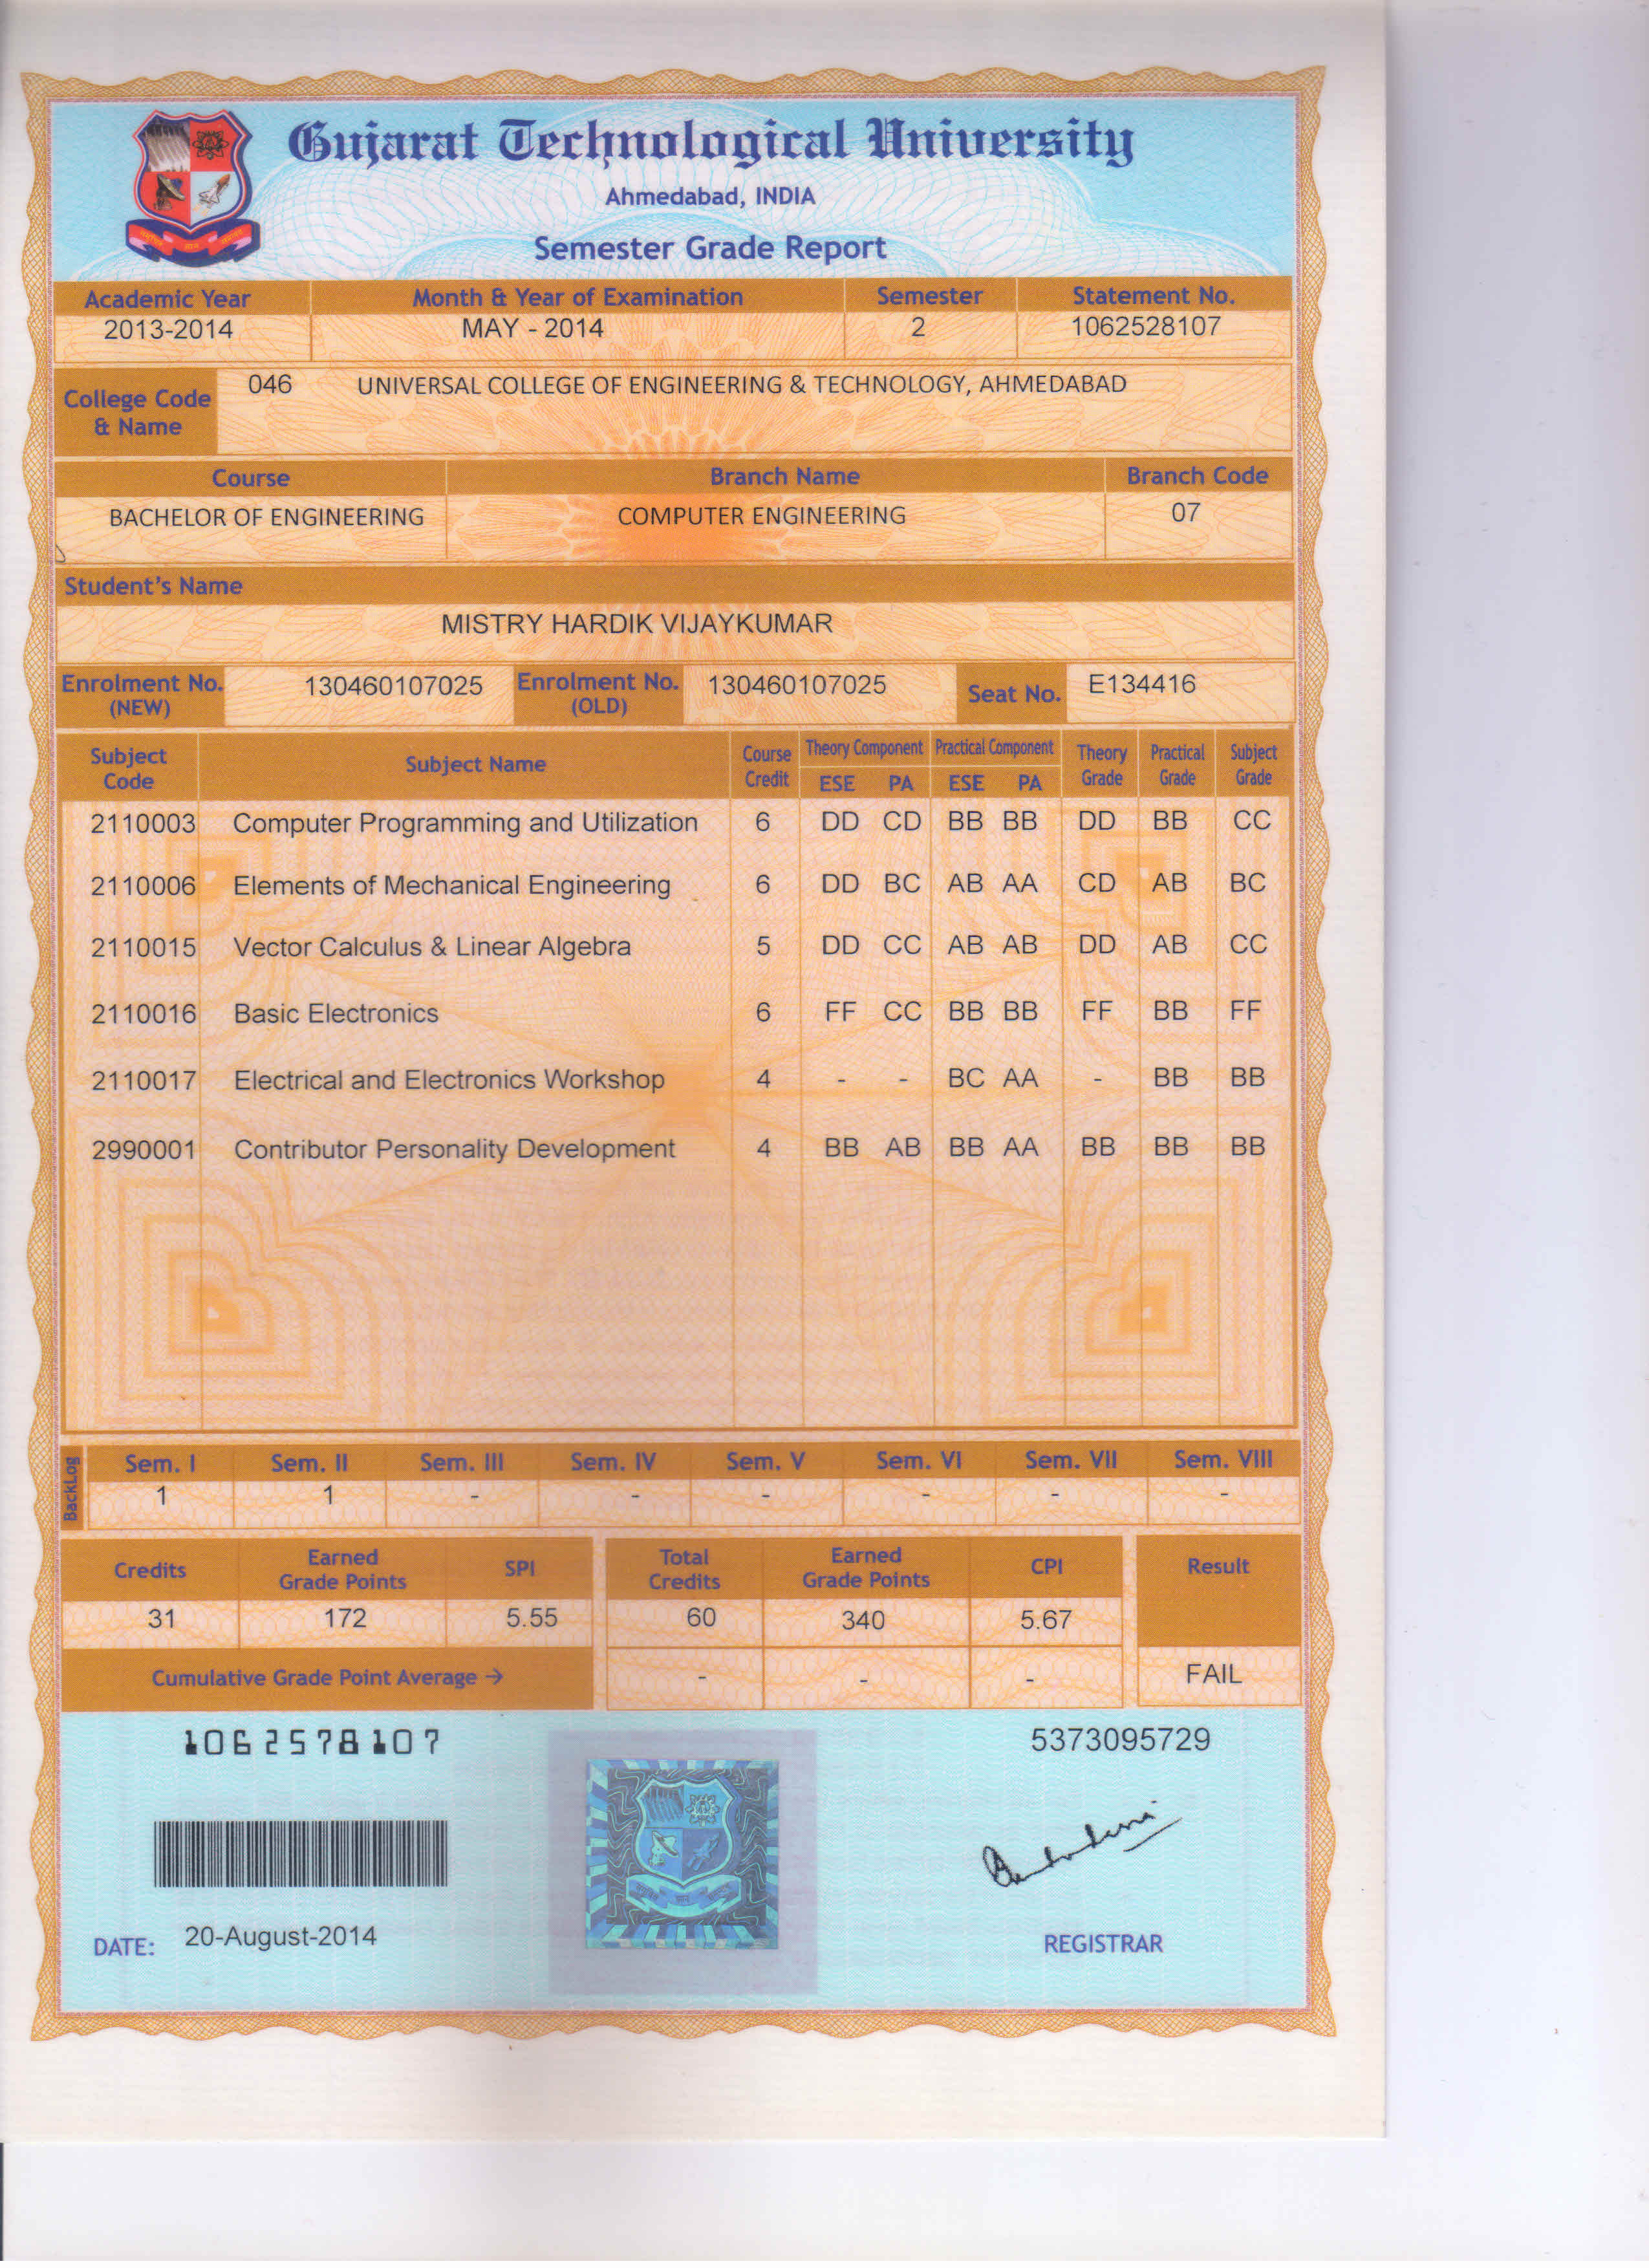 Gujarat Technological University
Ahmedabad, INDIA
Semester Grade Report
Academic Year Month & Year of Examination Semester Statement No.
2013-2014 MAY - 2014 2 1062528107
College Code & Name 046 UNIVERSAL COLLEGE OF ENGINEERING & TECHNOLOGY, AHMEDABAD
Course Branch Name Branch Code
BACHELOR OF ENGINEERING COMPUTER ENGINEERING 07
Student's Name
MISTRY HARDIK VIJAYKUMAR
Enrolment No. (NEW) 130460107025 Enrolment No. (OLD) 130460107025 Seat No. E134416
Subject Code Subject Name Course Credit Theory Component Practical Component Theory Grade Practical Grade Subject Grade
ESE PA ESE PA
2110003 Computer Programming and Utilization 6 DD CD BB BB DD BB CC
2110006 Elements of Mechanical Engineering 6 DD BC AB AA CD AB BC
2110015 Vector Calculus & Linear Algebra 5 DD CC AB AB DD AB CC
2110016 Basic Electronics 6 FF CC BB BB FF BB FF
2110017 Electrical and Electronics Workshop 4 - - BC AA - BB BB
2990001 Contributor Personality Development 4 BB AB BB AA BB BB BB
BackLog Sem. I Sem. II Sem. III Sem. IV Sem. V Sem. VI Sem. VII Sem. VIII
1 1 - - - - - -
Credits Earned Grade Points SPI Total Credits Earned Grade Points CPI Result
31 172 5.55 60 340 5.67
Cumulative Grade Point Average → - - - FAIL
1062578107 5373095729
DATE: 20-August-2014 REGISTRAR